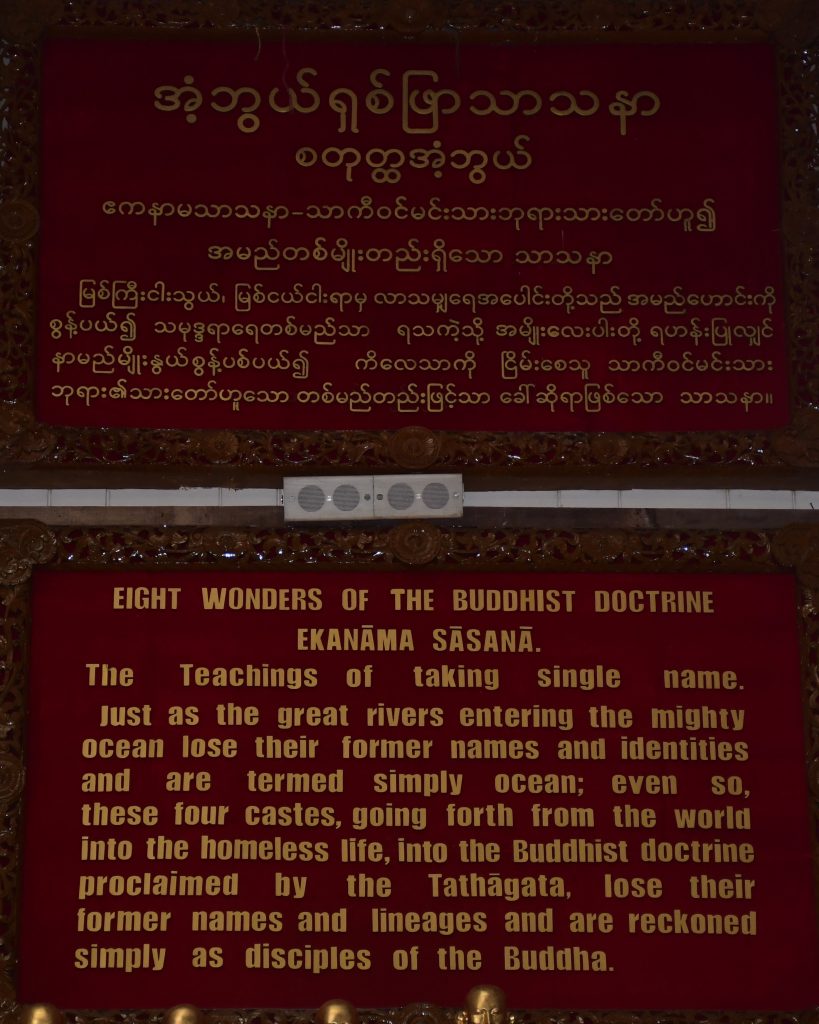 အံ့ဘွယ်ရှစ်ဖြာသာသနာ
စတုတ္ထအံ့ဘွယ်
ဧကနာမသာသနာ–သာကီဝင်မင်းသားဘုရားသားတော်ဟူ၍
အမည်တစ်မျိုးတည်းရှိသော သာသနာ
မြစ်ကြီးငါးသွယ်၊ မြစ်ငယ်ငါးရာမှ လာသမျှရေအပေါင်းတို့သည် အမည်ဟောင်းကို
စွန့်ပယ်၍ သမုဒ္ဒရာရေတစ်မည်သာ ရသကဲ့သို့ အမျိုးလေးပါးတို့ ရဟန်းပြုလျှင်
နာမည်မျိုးနွယ်စွန့်ပစ်ပယ်၍ ကိလေသာကို ငြိမ်းစေသူ သာကီဝင်မင်းသား
ဘုရား၏သားတော်ဟူသော တစ်မည်တည်းဖြင့်သာ ခေါ်ဆိုရာဖြစ်သော သာသနာ။
EIGHT WONDERS OF THE BUDDHIST DOCTRINE
EKANĀMA SĀSANĀ.
The Teachings of taking single name.
Just as the great rivers entering the mighty
ocean lose their former names and identities
and are termed simply ocean; even so,
these four castes, going forth from the world
into the homeless life, into the Buddhist doctrine
proclaimed by the Tathāgata, lose their
former names and lineages and are reckoned
simply as disciples of the Buddha.